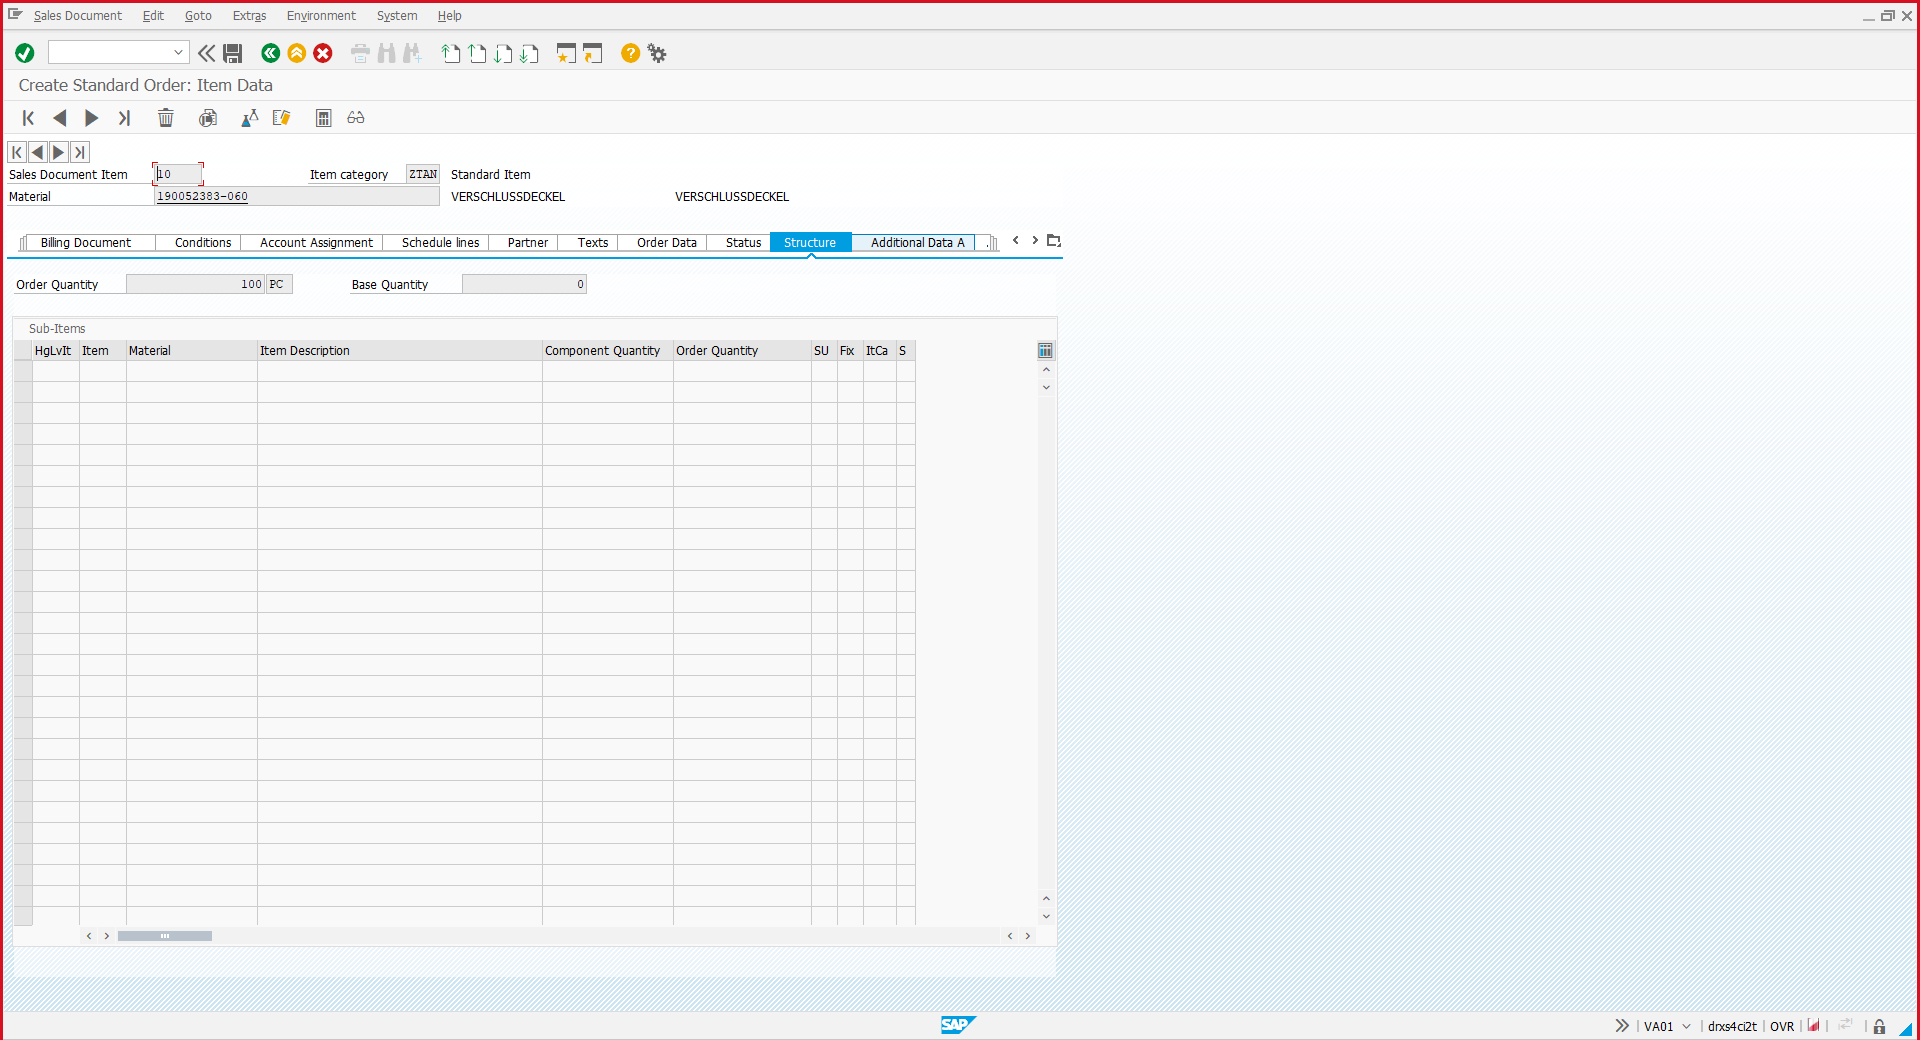 Sales Document Edit Goto Extras Environment System Help
Create Standard Order: Item Data
Sales Document Item 10 Item category ZTAN Standard Item
Material 190052383-060 VERSCHLUSSDECKEL VERSCHLUSSDECKEL
Billing Document Conditions Account Assignment Schedule lines Partner Texts Order Data Status Structure Additional Data A .
Order Quantity 100 PC Base Quantity 0
Sub-Items
HgLvIt Item Material Item Description Component Quantity Order Quantity SU Fix ItCa S
SAP VA01 drxs4ci2t OVR